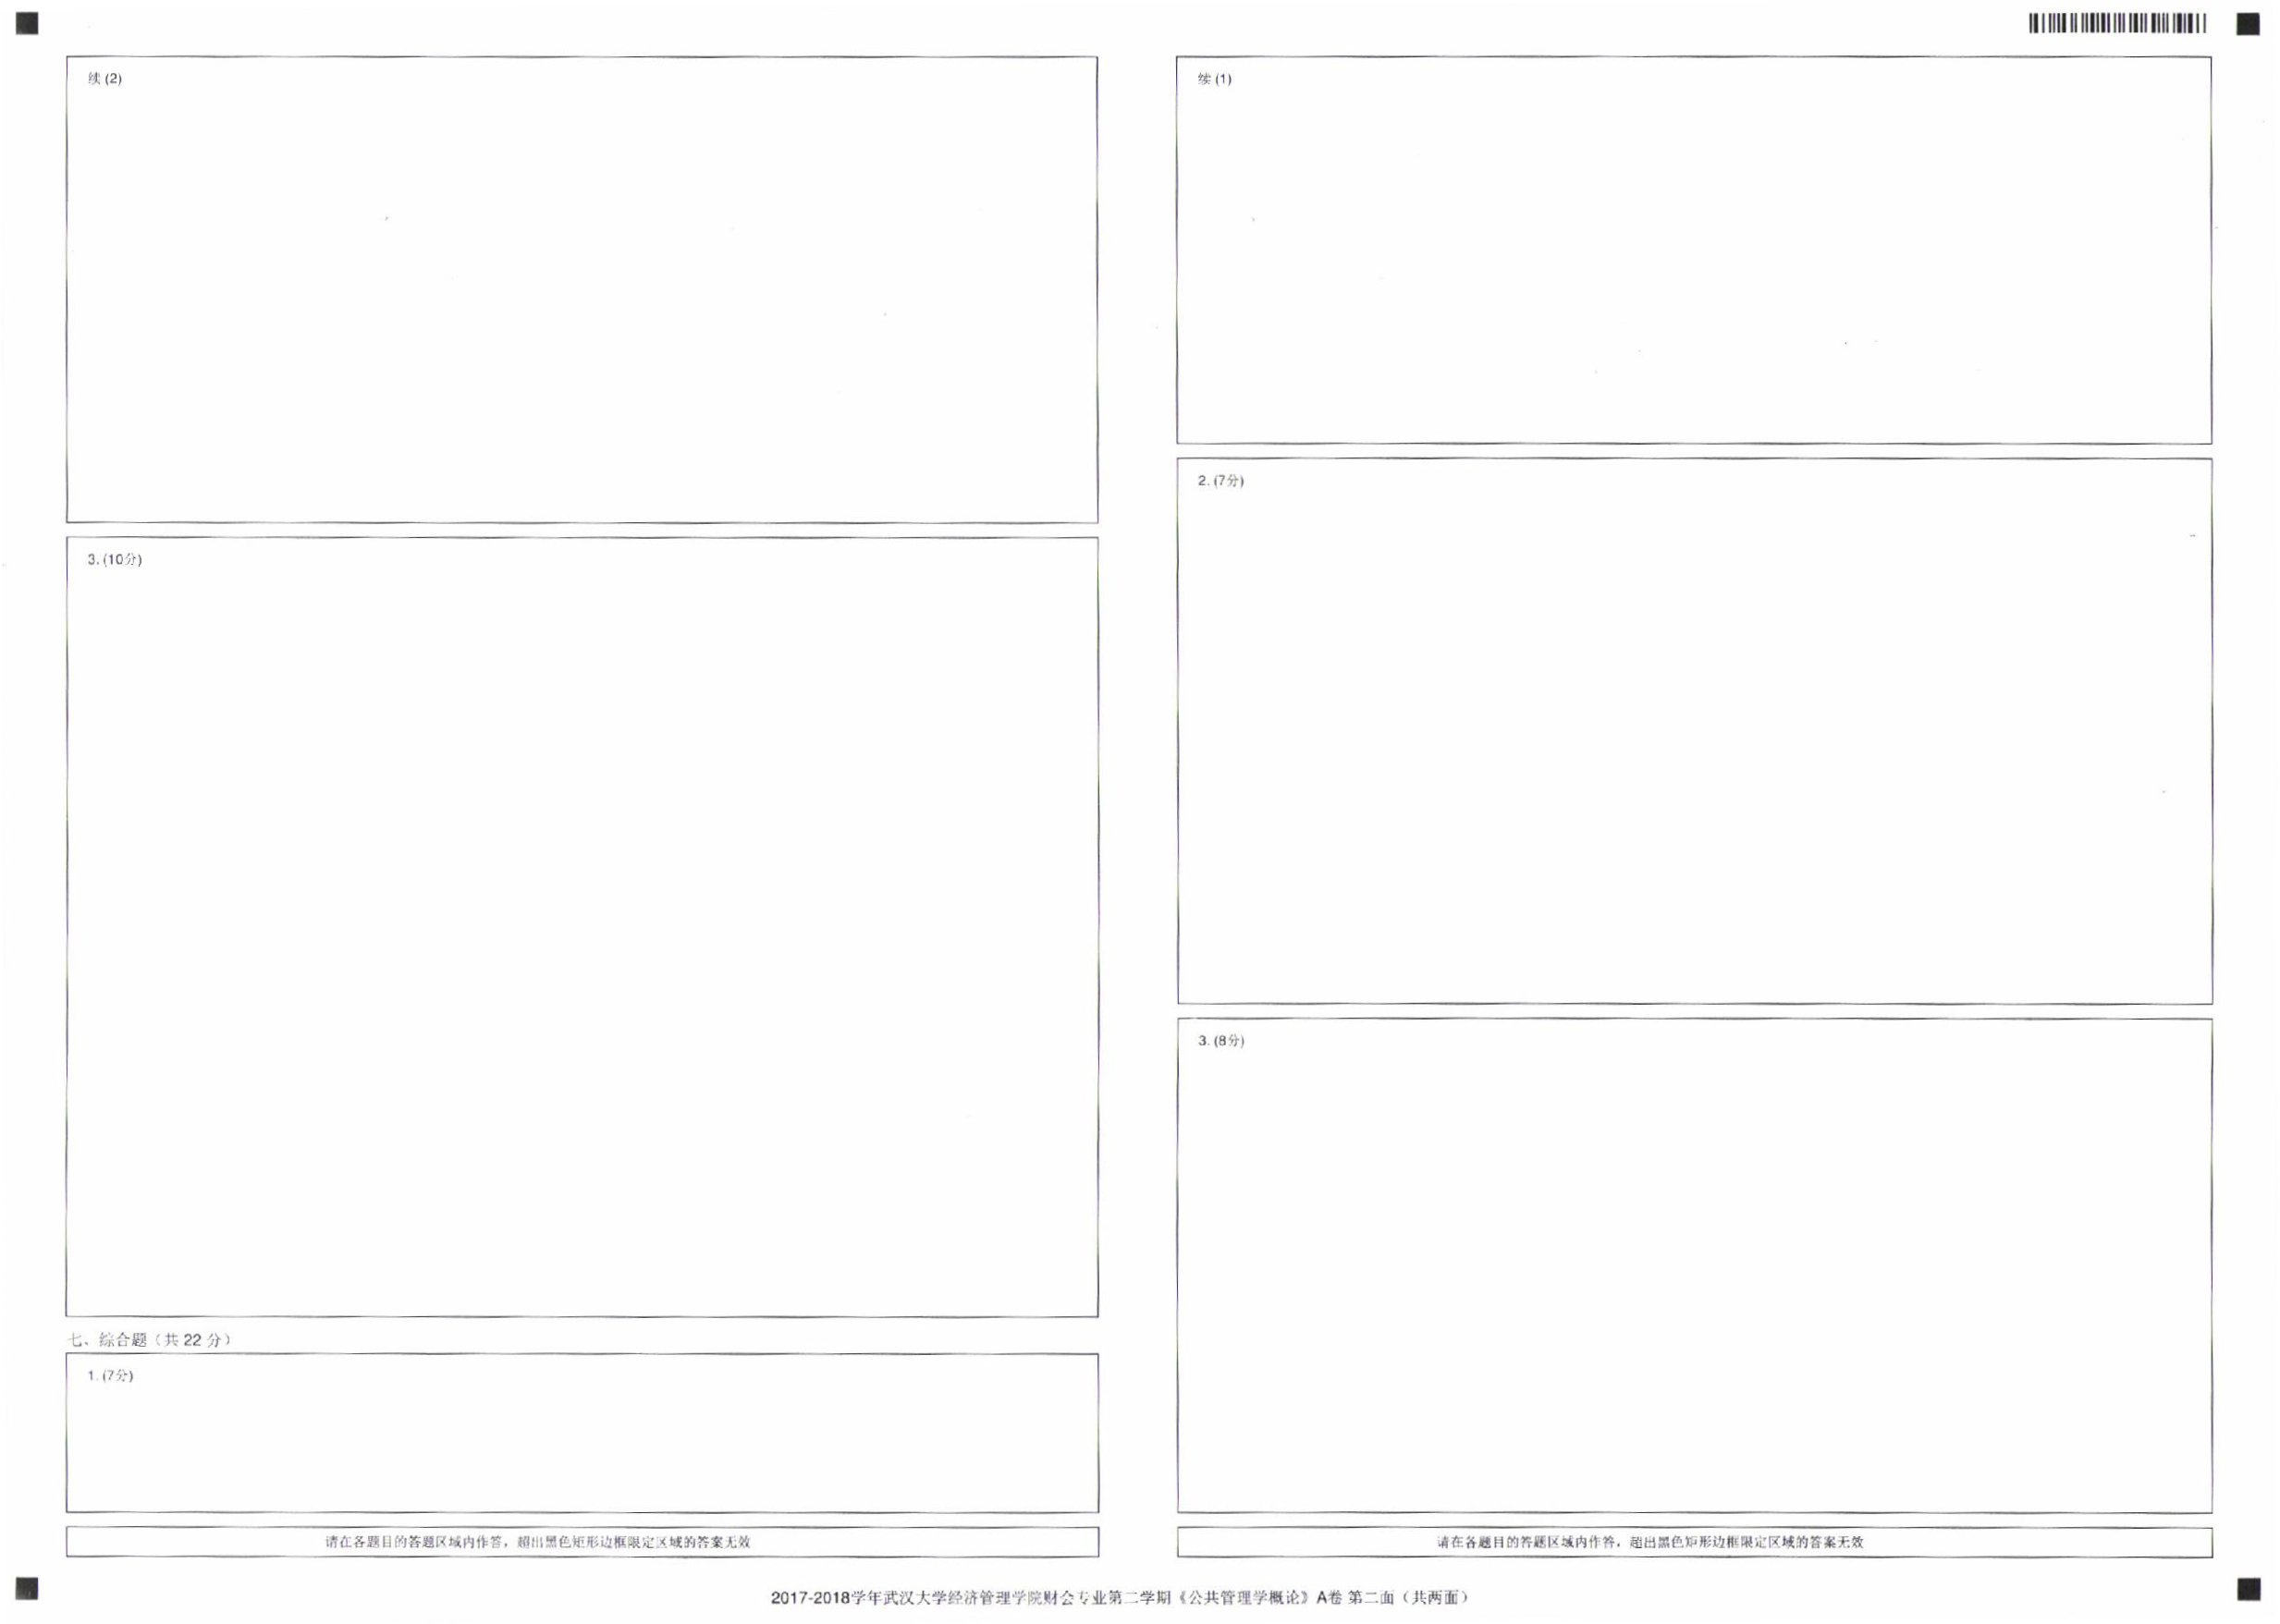 续 (2)
3. (10分)
七、综合题（共 22 分）
1. (7分)
请在各题目的答题区域内作答，超出黑色矩形边框限定区域的答案无效
续 (1)
2. (7分)
3. (8分)
请在各题目的答题区域内作答，超出黑色矩形边框限定区域的答案无效
2017-2018学年武汉大学经济管理学院财会专业第二学期《公共管理学概论》A卷 第二面（共两面）